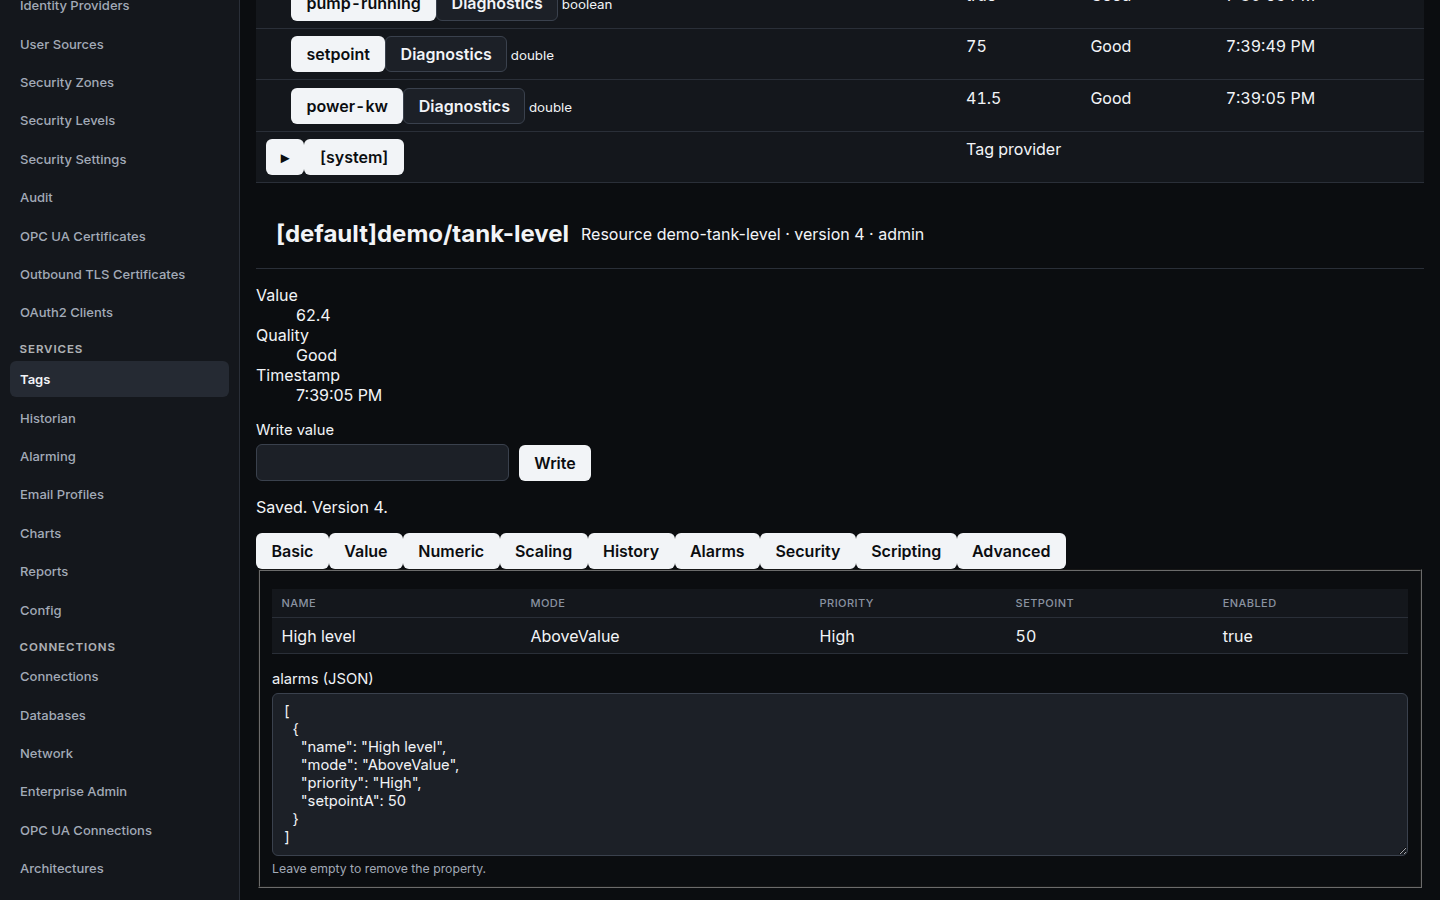 Identity Providers
User Sources
Security Zones
Security Levels
Security Settings
Audit
OPC UA Certificates
Outbound TLS Certificates
OAuth2 Clients
SERVICES
Tags
Historian
Alarming
Email Profiles
Charts
Reports
Config
CONNECTIONS
Connections
Databases
Network
Enterprise Admin
OPC UA Connections
Architectures
pump-running Diagnostics boolean
setpoint Diagnostics double 75 Good 7:39:49 PM
power-kw Diagnostics double 41.5 Good 7:39:05 PM
[system] Tag provider
[default]demo/tank-level Resource demo-tank-level · version 4 · admin
Value
62.4
Quality
Good
Timestamp
7:39:05 PM
Write value
Write
Saved. Version 4.
Basic Value Numeric Scaling History Alarms Security Scripting Advanced
NAME MODE PRIORITY SETPOINT ENABLED
High level AboveValue High 50 true
alarms (JSON)
[
{
"name": "High level",
"mode": "AboveValue",
"priority": "High",
"setpointA": 50
}
]
Leave empty to remove the property.